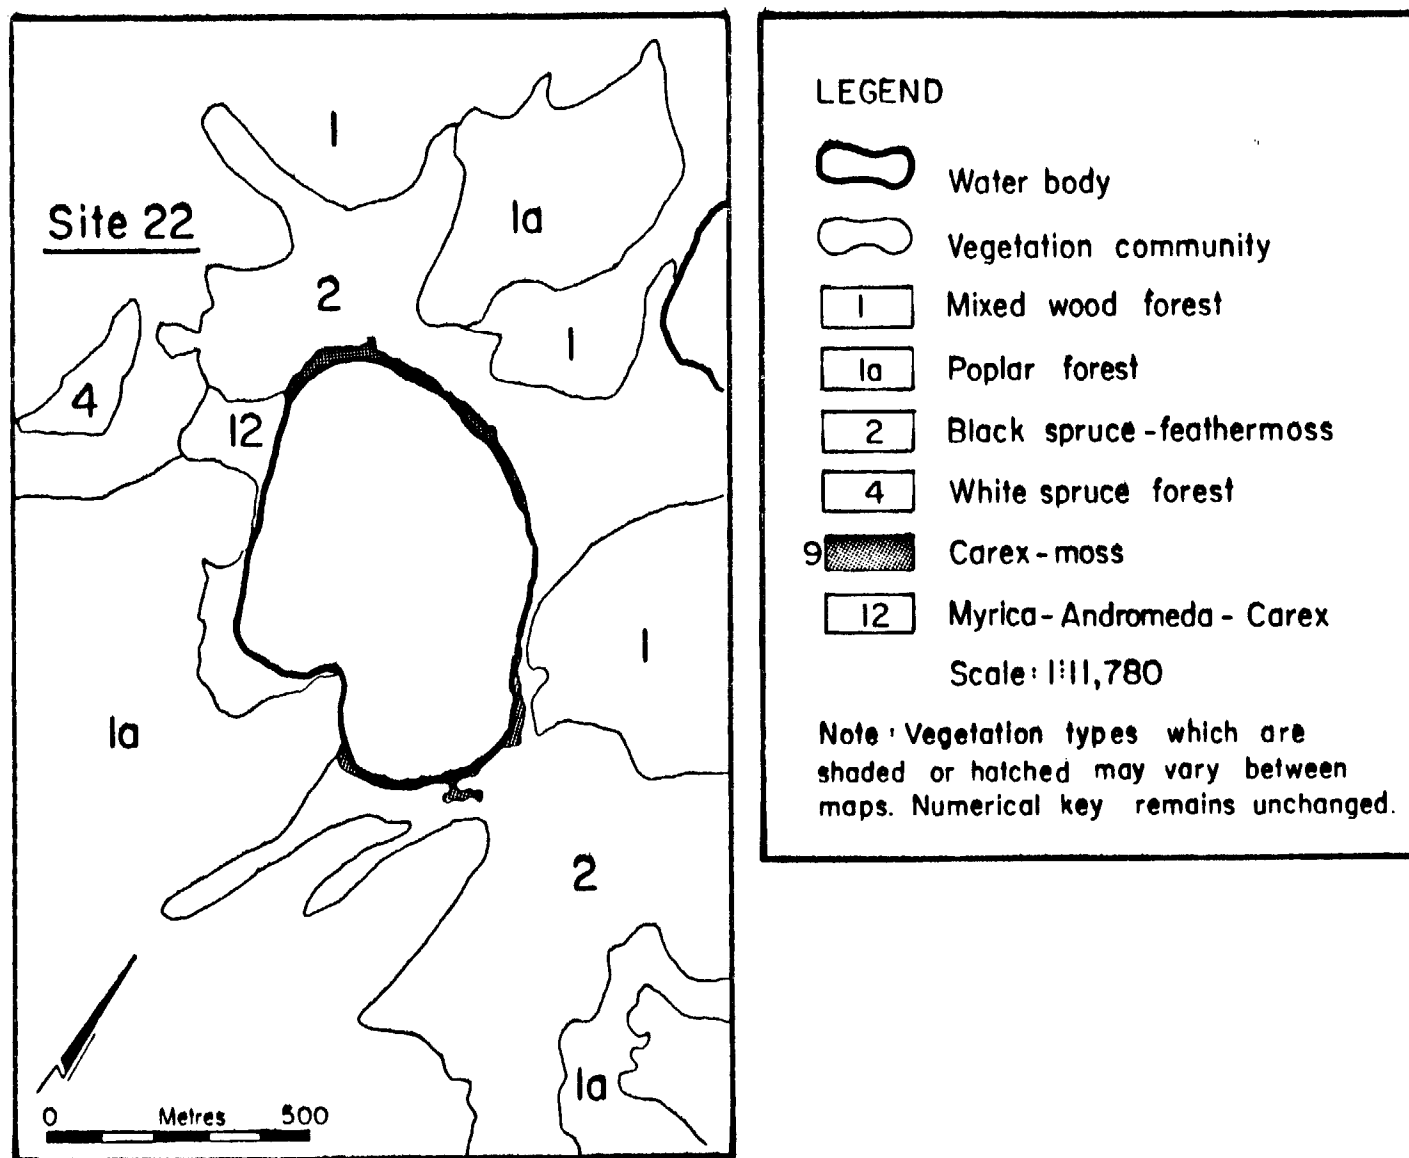 Site 22
1
1a
2
1
4
12
1
1a
2
1a
0 Metres 500
LEGEND
Water body
Vegetation community
1 Mixed wood forest
1a Poplar forest
2 Black spruce-feathermoss
4 White spruce forest
9 Carex-moss
12 Myrica-Andromeda-Carex
Scale: 1:11,780
Note: Vegetation types which are
shaded or hatched may vary between
maps. Numerical key remains unchanged.